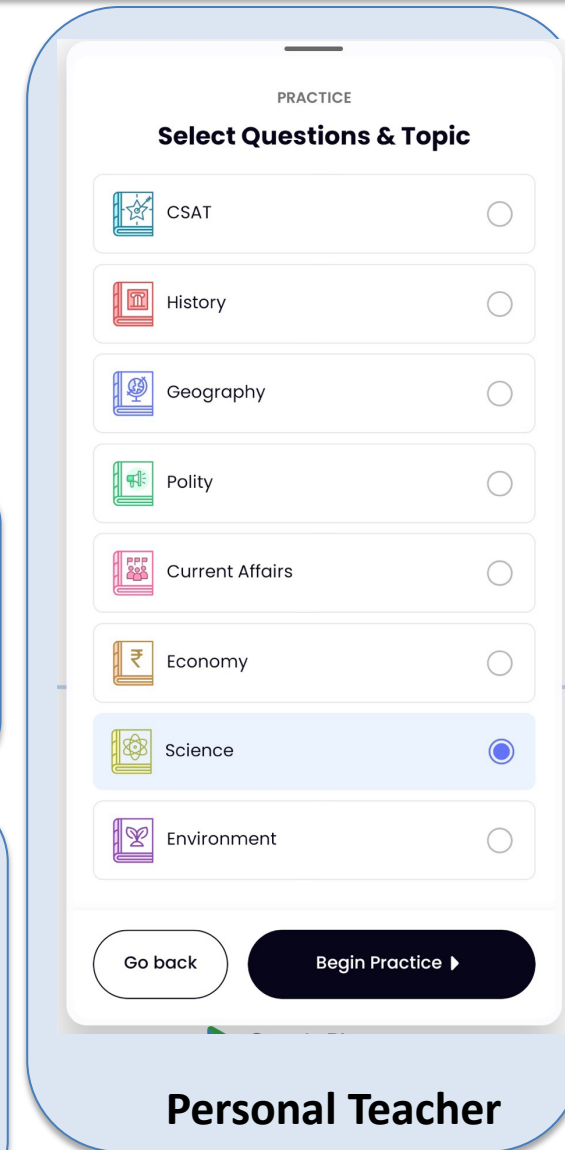 PRACTICE
Select Questions & Topic
CSAT
History
Geography
Polity
Current Affairs
₹
Economy
Science
Environment
Go back
Begin Practice
Personal Teacher